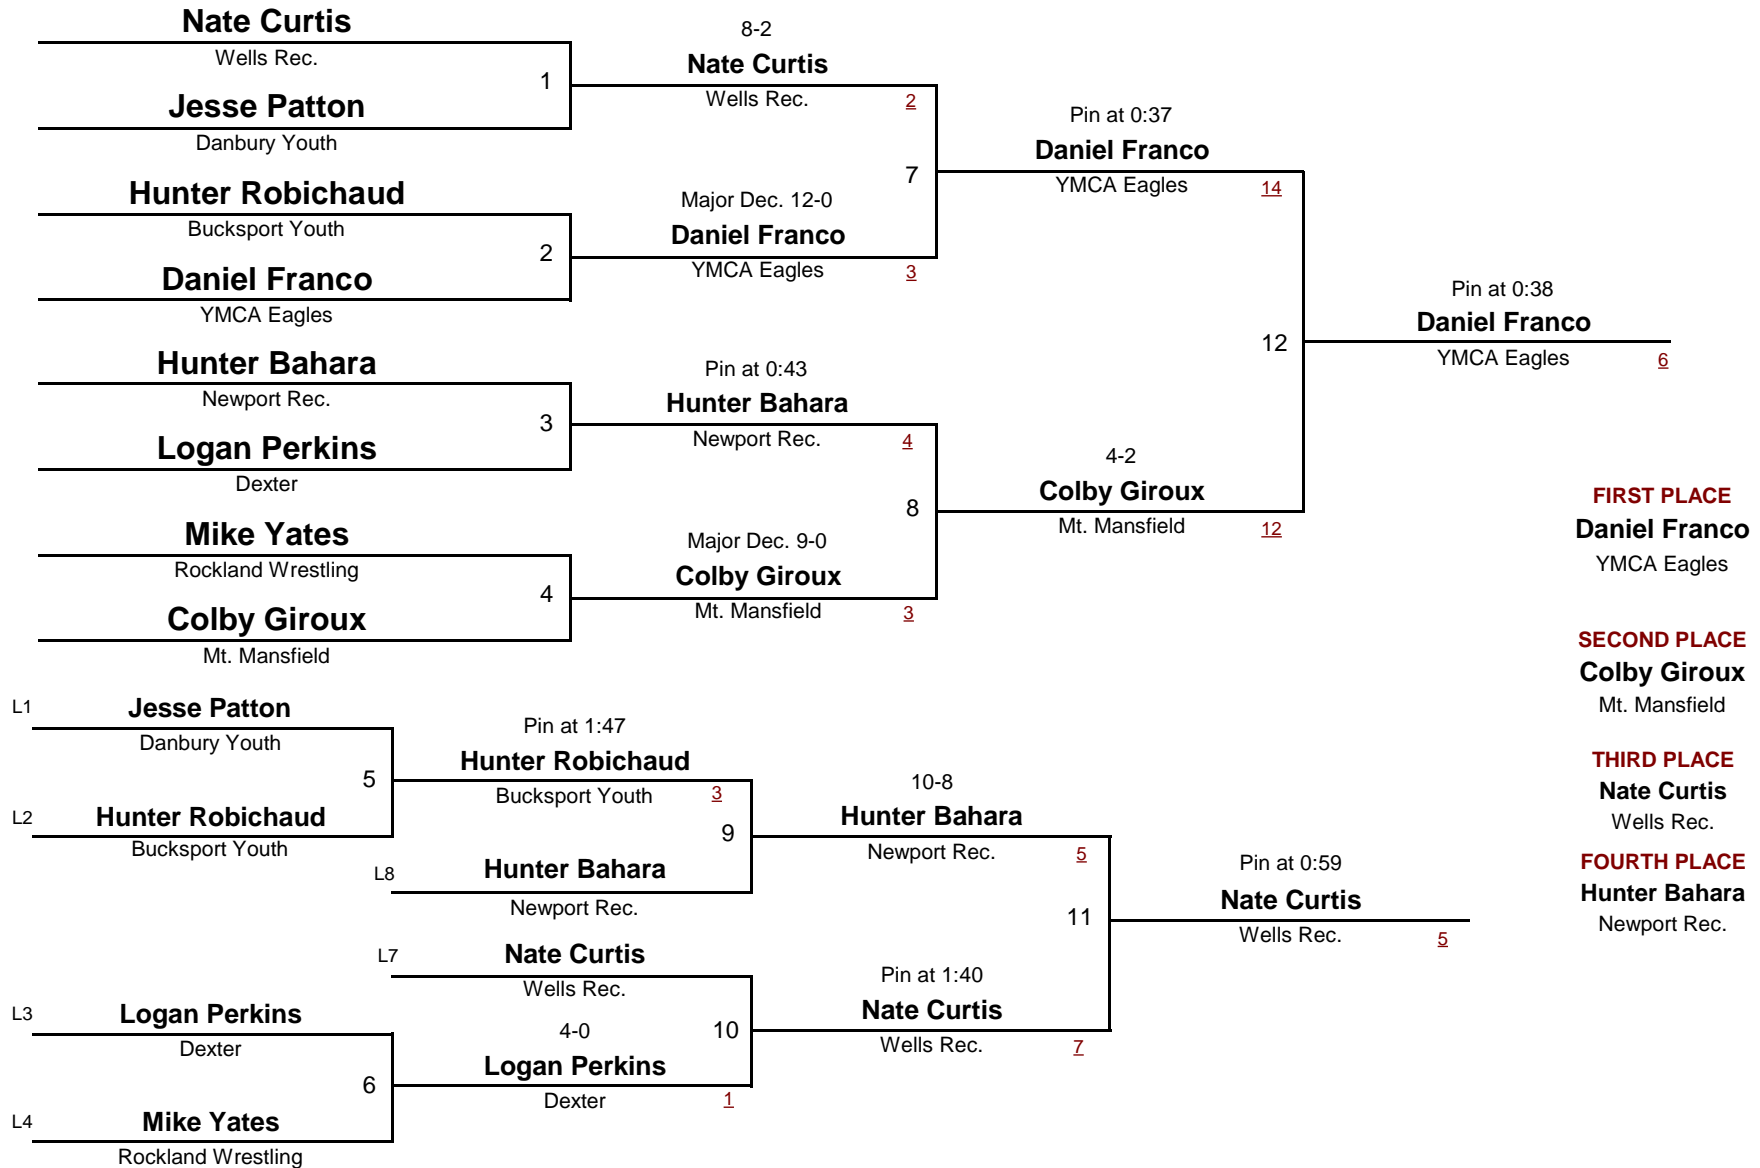 Nate Curtis
Wells Rec.
1
Jesse Patton
Danbury Youth
Hunter Robichaud
Bucksport Youth
2
Daniel Franco
YMCA Eagles
Hunter Bahara
Newport Rec.
3
Logan Perkins
Dexter
Mike Yates
Rockland Wrestling
4
Colby Giroux
Mt. Mansfield
8-2
Nate Curtis
Wells Rec.
2
7
Major Dec. 12-0
Daniel Franco
YMCA Eagles
3
Pin at 0:43
Hunter Bahara
Newport Rec.
4
8
Major Dec. 9-0
Colby Giroux
Mt. Mansfield
3
Pin at 0:37
Daniel Franco
YMCA Eagles
14
12
4-2
Colby Giroux
Mt. Mansfield
12
Pin at 0:38
Daniel Franco
YMCA Eagles
6
FIRST PLACE
Daniel Franco
YMCA Eagles
SECOND PLACE
Colby Giroux
Mt. Mansfield
THIRD PLACE
Nate Curtis
Wells Rec.
FOURTH PLACE
Hunter Bahara
Newport Rec.
L1
Jesse Patton
Danbury Youth
5
L2
Hunter Robichaud
Bucksport Youth
Pin at 1:47
Hunter Robichaud
Bucksport Youth
3
9
L8
Hunter Bahara
Newport Rec.
L7
Nate Curtis
Wells Rec.
L3
Logan Perkins
Dexter
6
L4
Mike Yates
Rockland Wrestling
4-0
10
Logan Perkins
Dexter
1
10-8
Hunter Bahara
Newport Rec.
5
11
Pin at 1:40
Nate Curtis
Wells Rec.
7
Pin at 0:59
Nate Curtis
Wells Rec.
5